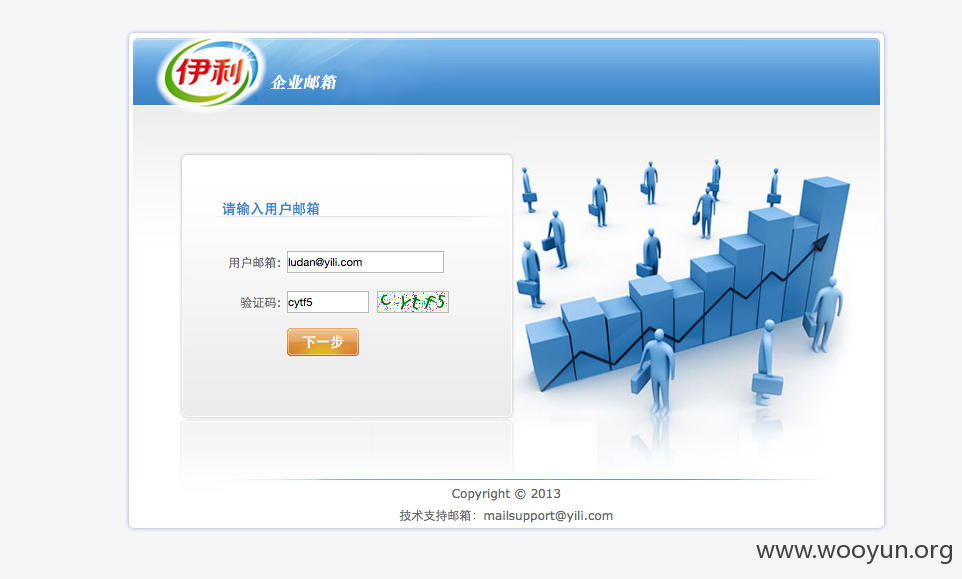 伊利
企业邮箱
请输入用户邮箱
用户邮箱: ludan@yili.com
验证码: cytf5 cytf5
下一步
Copyright © 2013
技术支持邮箱: mailsupport@yili.com
www.wooyun.org